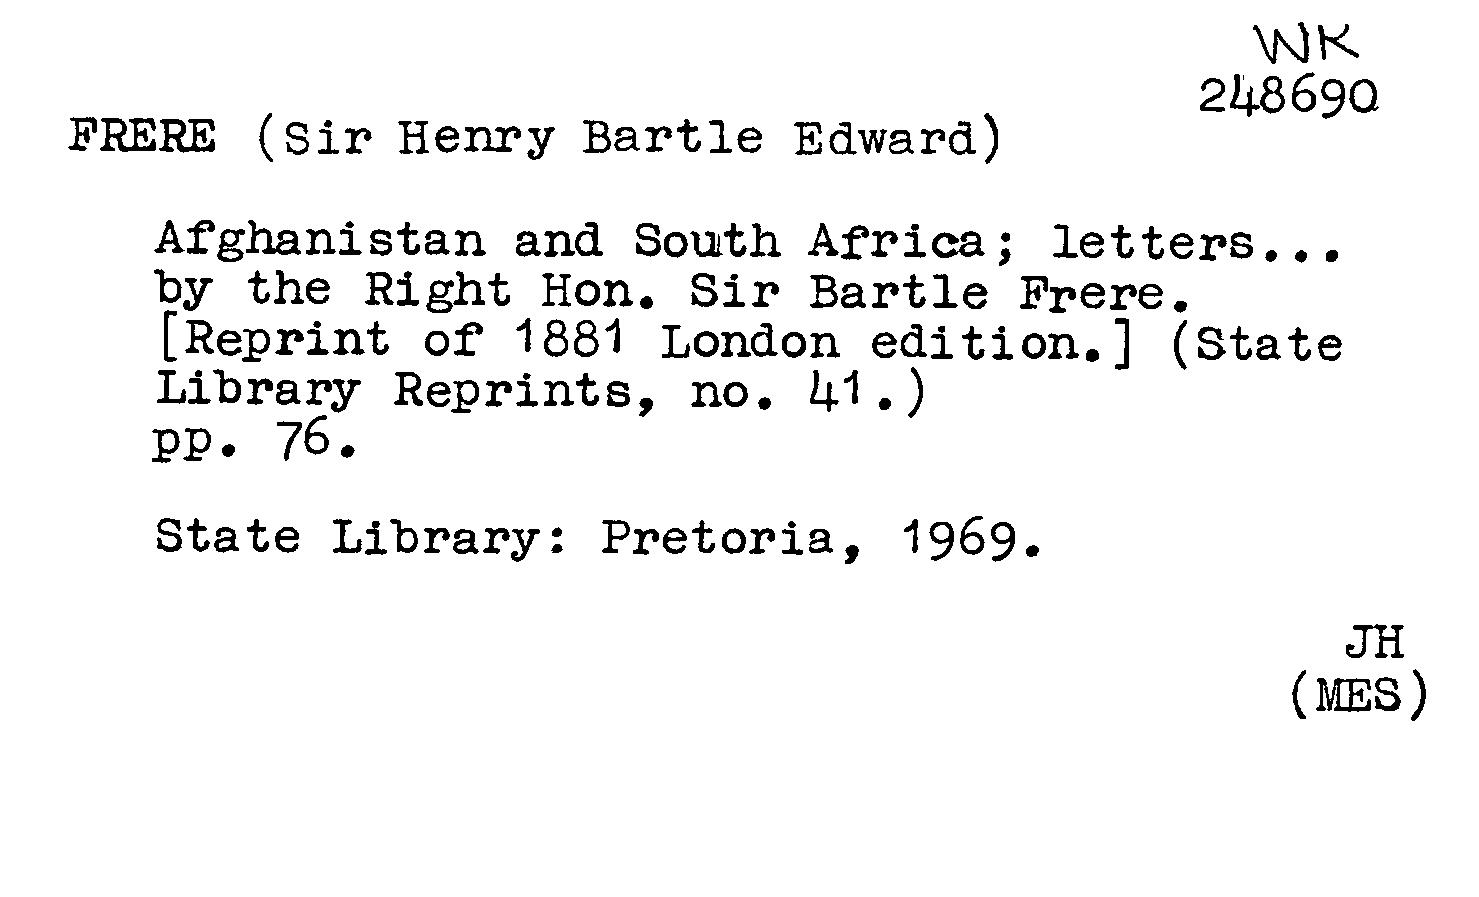 WK
248690
FRERE (Sir Henry Bartle Edward)
Afghanistan and South Africa; letters...
by the Right Hon. Sir Bartle Frere.
[Reprint of 1881 London edition.] (State
Library Reprints, no. 41.)
pp. 76.
State Library: Pretoria, 1969.
JH
(MES)